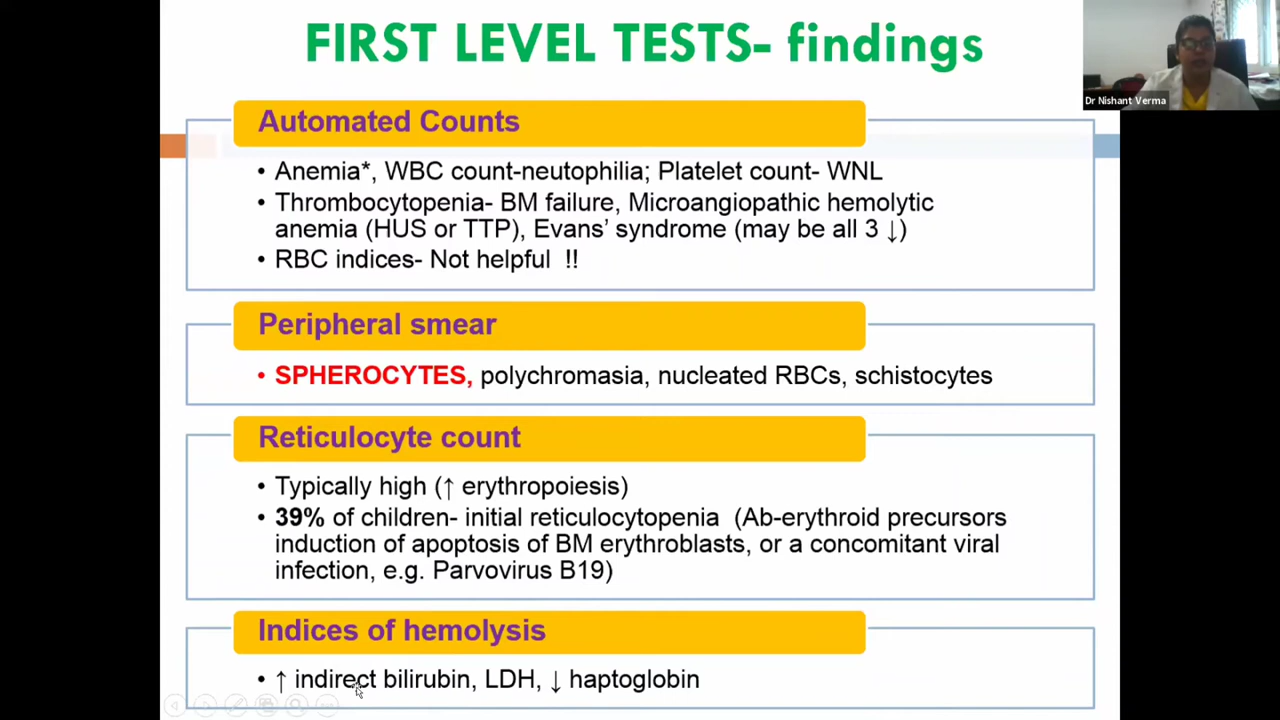 FIRST LEVEL TESTS- findings
Dr Nishant Verma
Automated Counts
• Anemia*, WBC count-neutophilia; Platelet count- WNL
• Thrombocytopenia- BM failure, Microangiopathic hemolytic
anemia (HUS or TTP), Evans’ syndrome (may be all 3 ↓)
• RBC indices- Not helpful !!
Peripheral smear
• SPHEROCYTES, polychromasia, nucleated RBCs, schistocytes
Reticulocyte count
• Typically high (↑ erythropoiesis)
• 39% of children- initial reticulocytopenia (Ab-erythroid precursors
induction of apoptosis of BM erythroblasts, or a concomitant viral
infection, e.g. Parvovirus B19)
Indices of hemolysis
• ↑ indirect bilirubin, LDH, ↓ haptoglobin